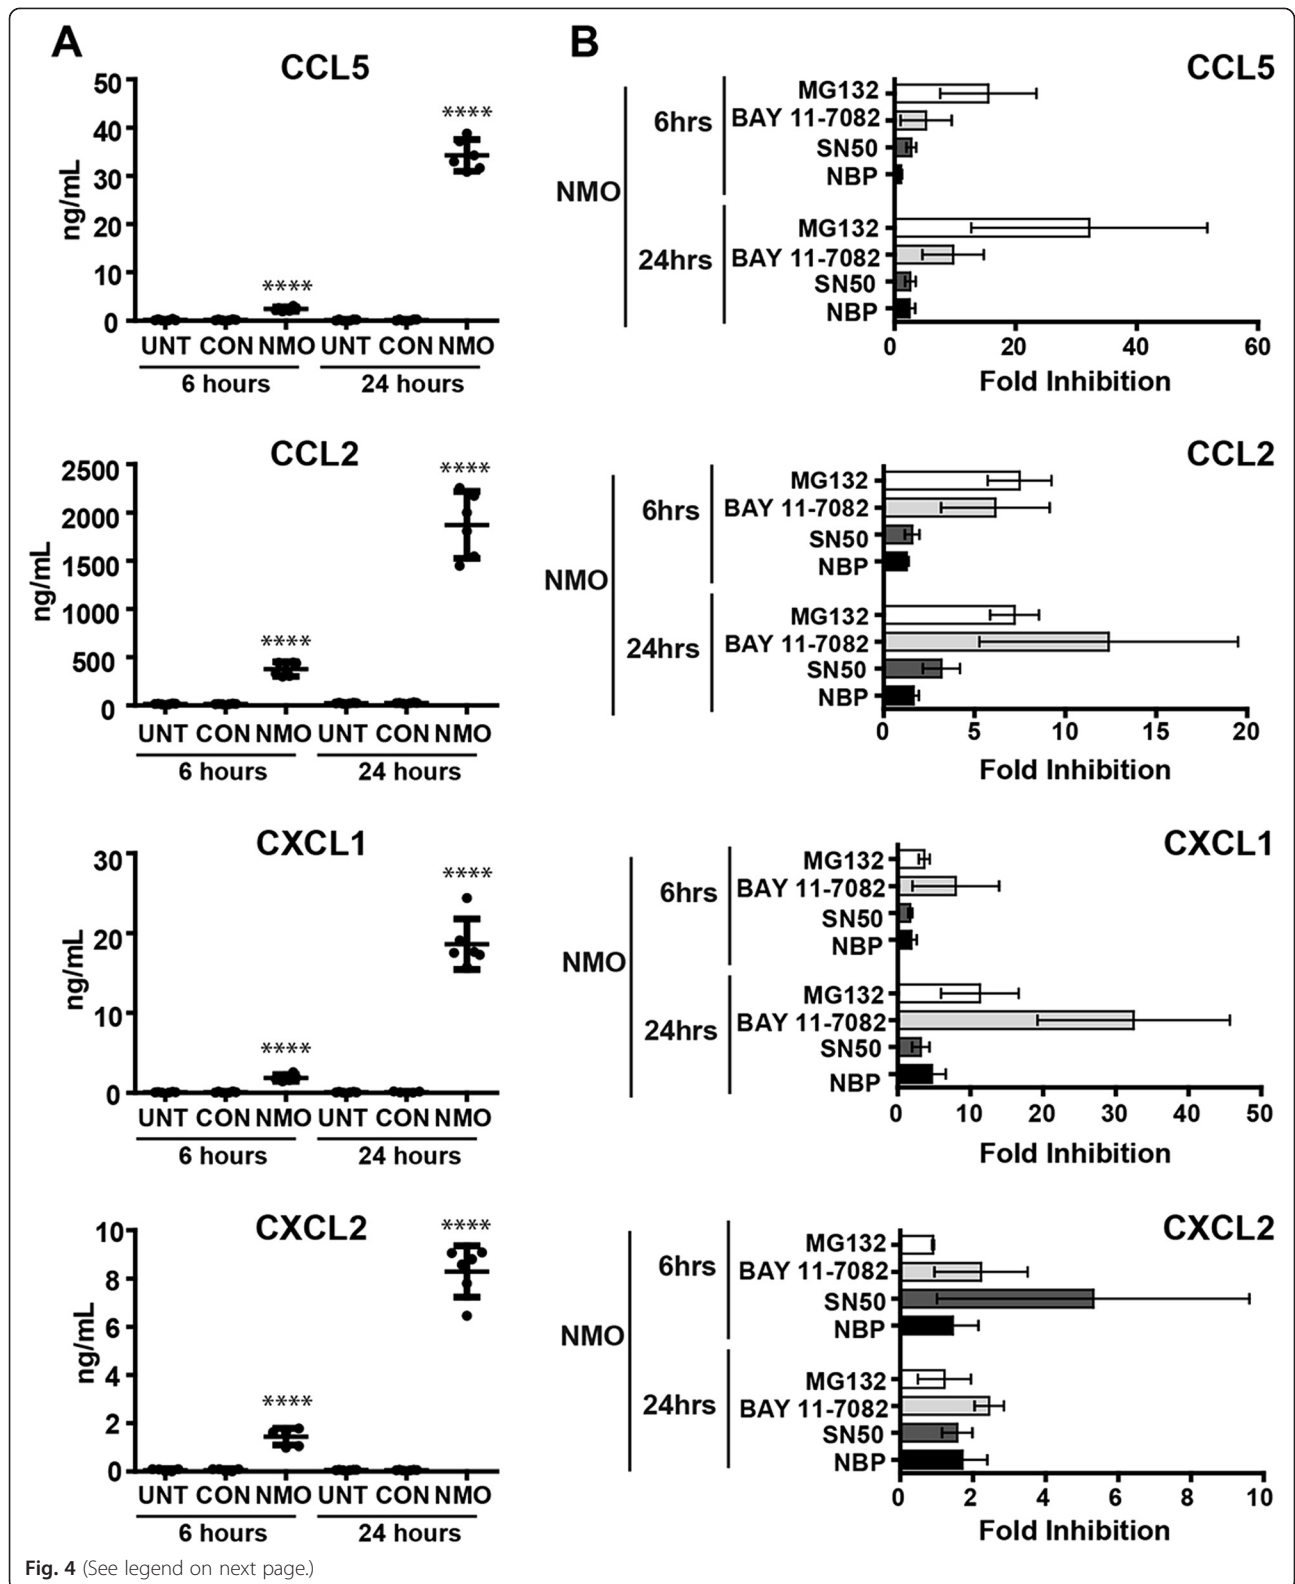 A
CCL5
50
40
30
20
10
0
ng/mL
****
****
UNT CON NMO UNT CON NMO
6 hours
24 hours
B
CCL5
NMO
6hrs
MG132
BAY 11-7082
SN50
NBP
24hrs
MG132
BAY 11-7082
SN50
NBP
0 20 40 60
Fold Inhibition
CCL2
2500
2000
1500
1000
500
0
ng/mL
****
****
UNT CON NMO UNT CON NMO
6 hours
24 hours
CCL2
NMO
6hrs
MG132
BAY 11-7082
SN50
NBP
24hrs
MG132
BAY 11-7082
SN50
NBP
0 5 10 15 20
Fold Inhibition
CXCL1
30
20
10
0
ng/mL
****
****
UNT CON NMO UNT CON NMO
6 hours
24 hours
CXCL1
NMO
6hrs
MG132
BAY 11-7082
SN50
NBP
24hrs
MG132
BAY 11-7082
SN50
NBP
0 10 20 30 40 50
Fold Inhibition
CXCL2
10
8
6
4
2
0
ng/mL
****
****
UNT CON NMO UNT CON NMO
6 hours
24 hours
CXCL2
NMO
6hrs
MG132
BAY 11-7082
SN50
NBP
24hrs
MG132
BAY 11-7082
SN50
NBP
0 2 4 6 8 10
Fold Inhibition
Fig. 4 (See legend on next page.)